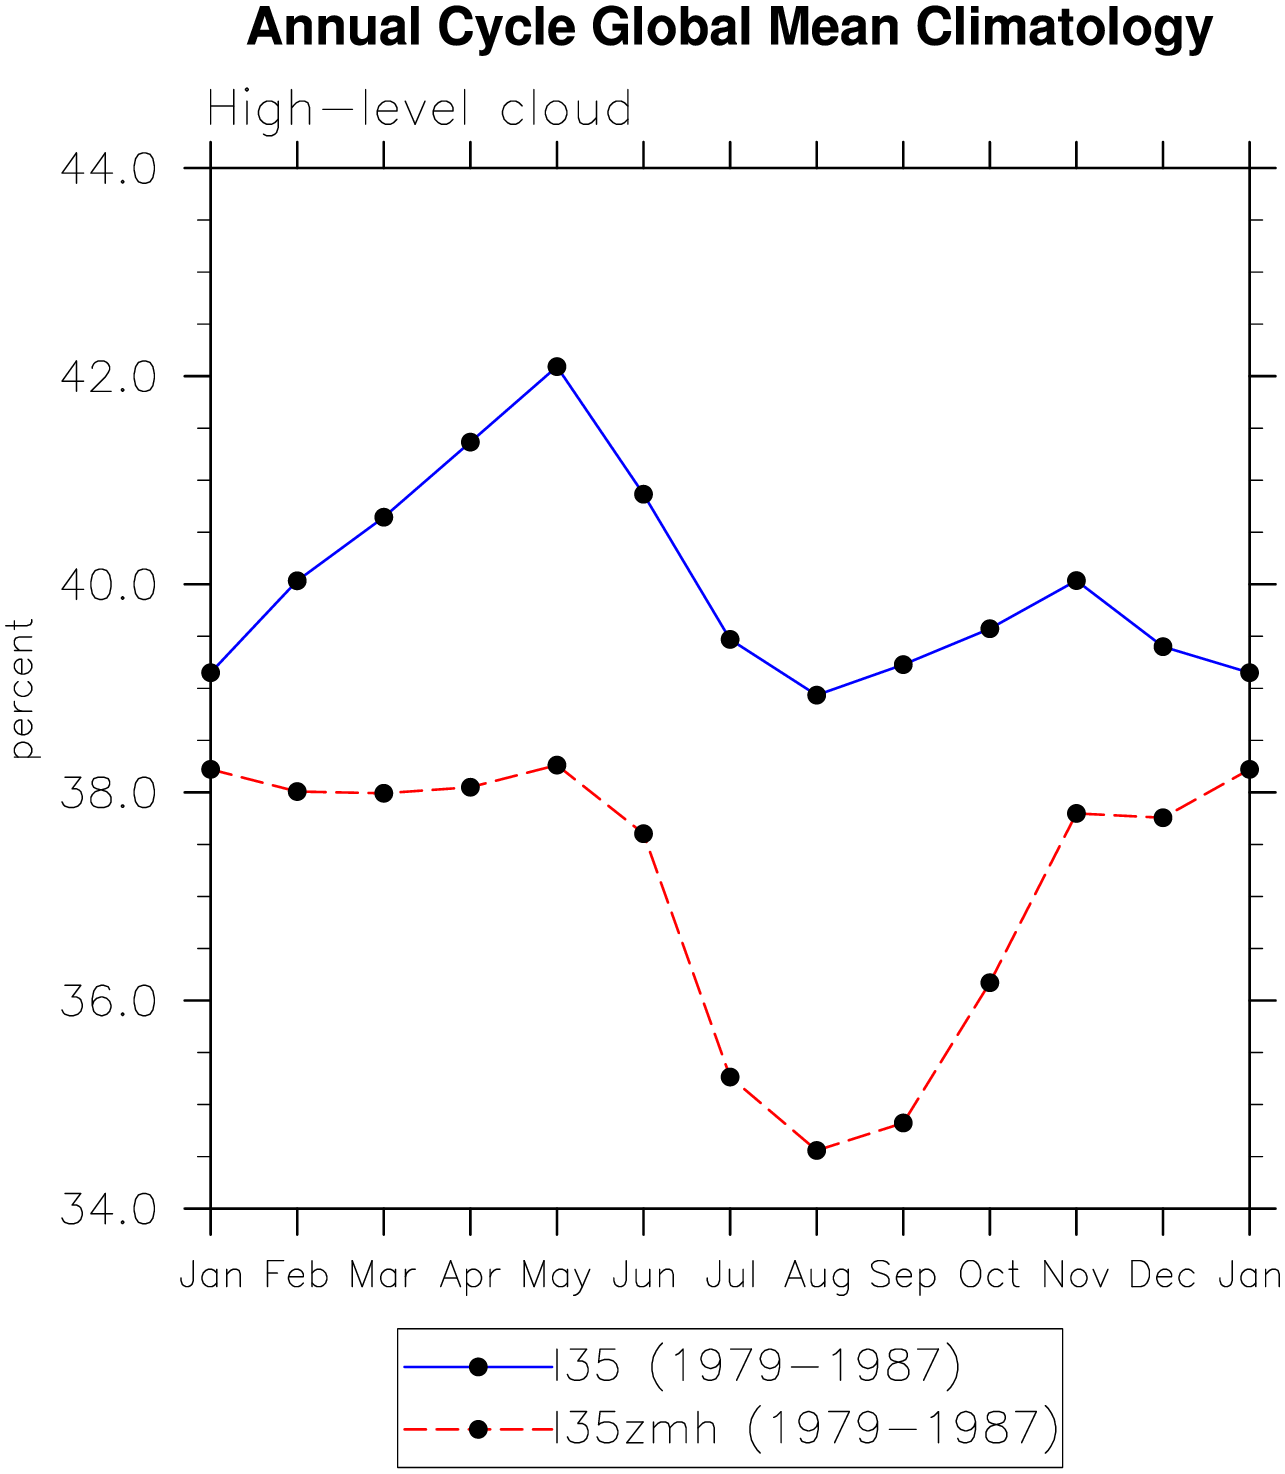 Annual Cycle Global Mean Climatology
High-level cloud
44.0
42.0
40.0
38.0
36.0
34.0
percent
Jan Feb Mar Apr May Jun Jul Aug Sep Oct Nov Dec Jan
I35 (1979-1987)
I35zmh (1979-1987)